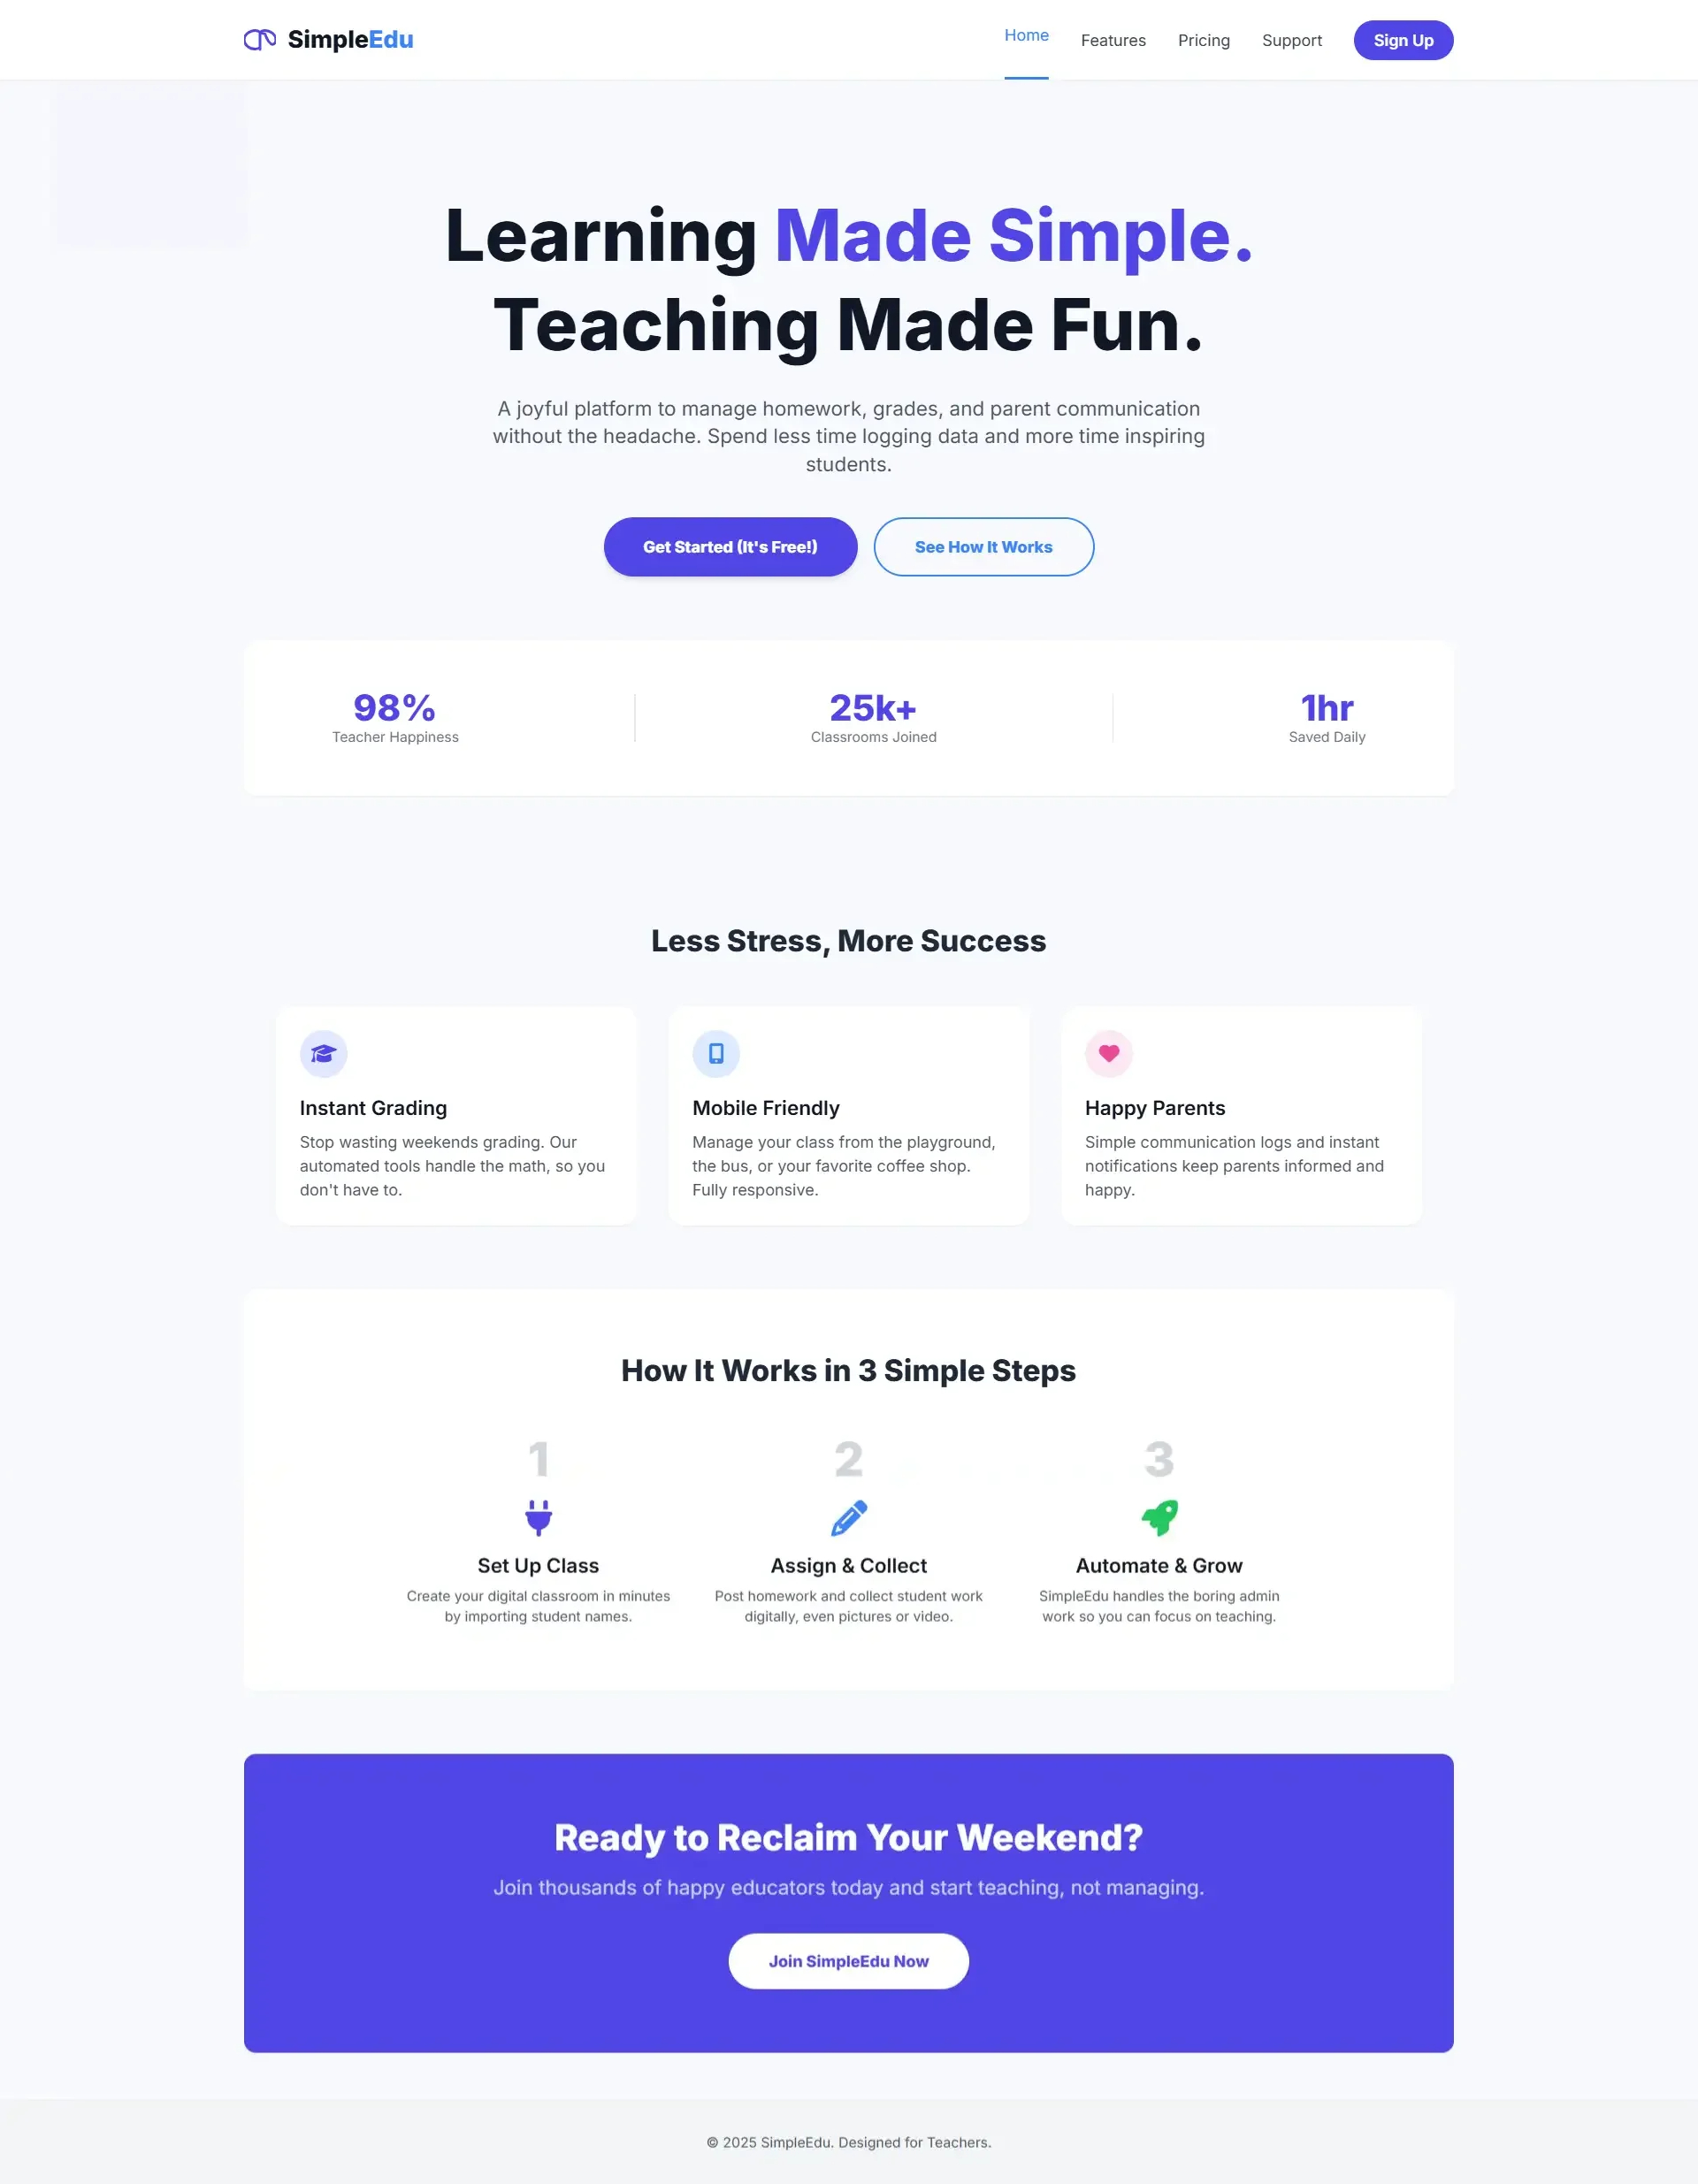 SimpleEdu
Home
Features
Pricing
Support
Sign Up
Learning Made Simple.
Teaching Made Fun.
A joyful platform to manage homework, grades, and parent communication
without the headache. Spend less time logging data and more time inspiring
students.
Get Started (It's Free!)
See How It Works
98%
Teacher Happiness
25k+
Classrooms Joined
1hr
Saved Daily
Less Stress, More Success
Instant Grading
Stop wasting weekends grading. Our
automated tools handle the math, so you
don't have to.
Mobile Friendly
Manage your class from the playground,
the bus, or your favorite coffee shop.
Fully responsive.
Happy Parents
Simple communication logs and instant
notifications keep parents informed and
happy.
How It Works in 3 Simple Steps
1
Set Up Class
Create your digital classroom in minutes
by importing student names.
2
Assign & Collect
Post homework and collect student work
digitally, even pictures or video.
3
Automate & Grow
SimpleEdu handles the boring admin
work so you can focus on teaching.
Ready to Reclaim Your Weekend?
Join thousands of happy educators today and start teaching, not managing.
Join SimpleEdu Now
© 2025 SimpleEdu. Designed for Teachers.